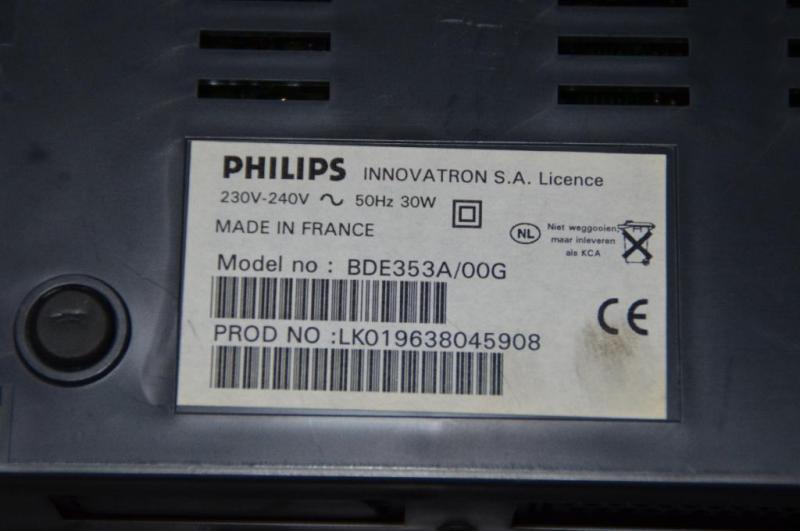 PHILIPS INNOVATRON S.A. Licence
230V-240V ~ 50Hz 30W
MADE IN FRANCE
NL
Niet weggooien,
maar inleveren
als KCA
Model no : BDE353A/00G
CE
PROD NO :LK019638045908